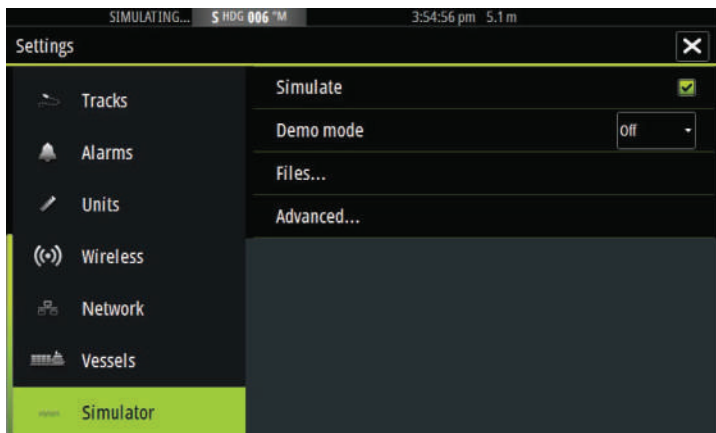 SIMULATING... S HDG 006 °M 3:54:56 pm 5.1 m
Settings
Tracks
Alarms
Units
Wireless
Network
Vessels
Simulator
Simulate
Demo mode Off
Files...
Advanced...